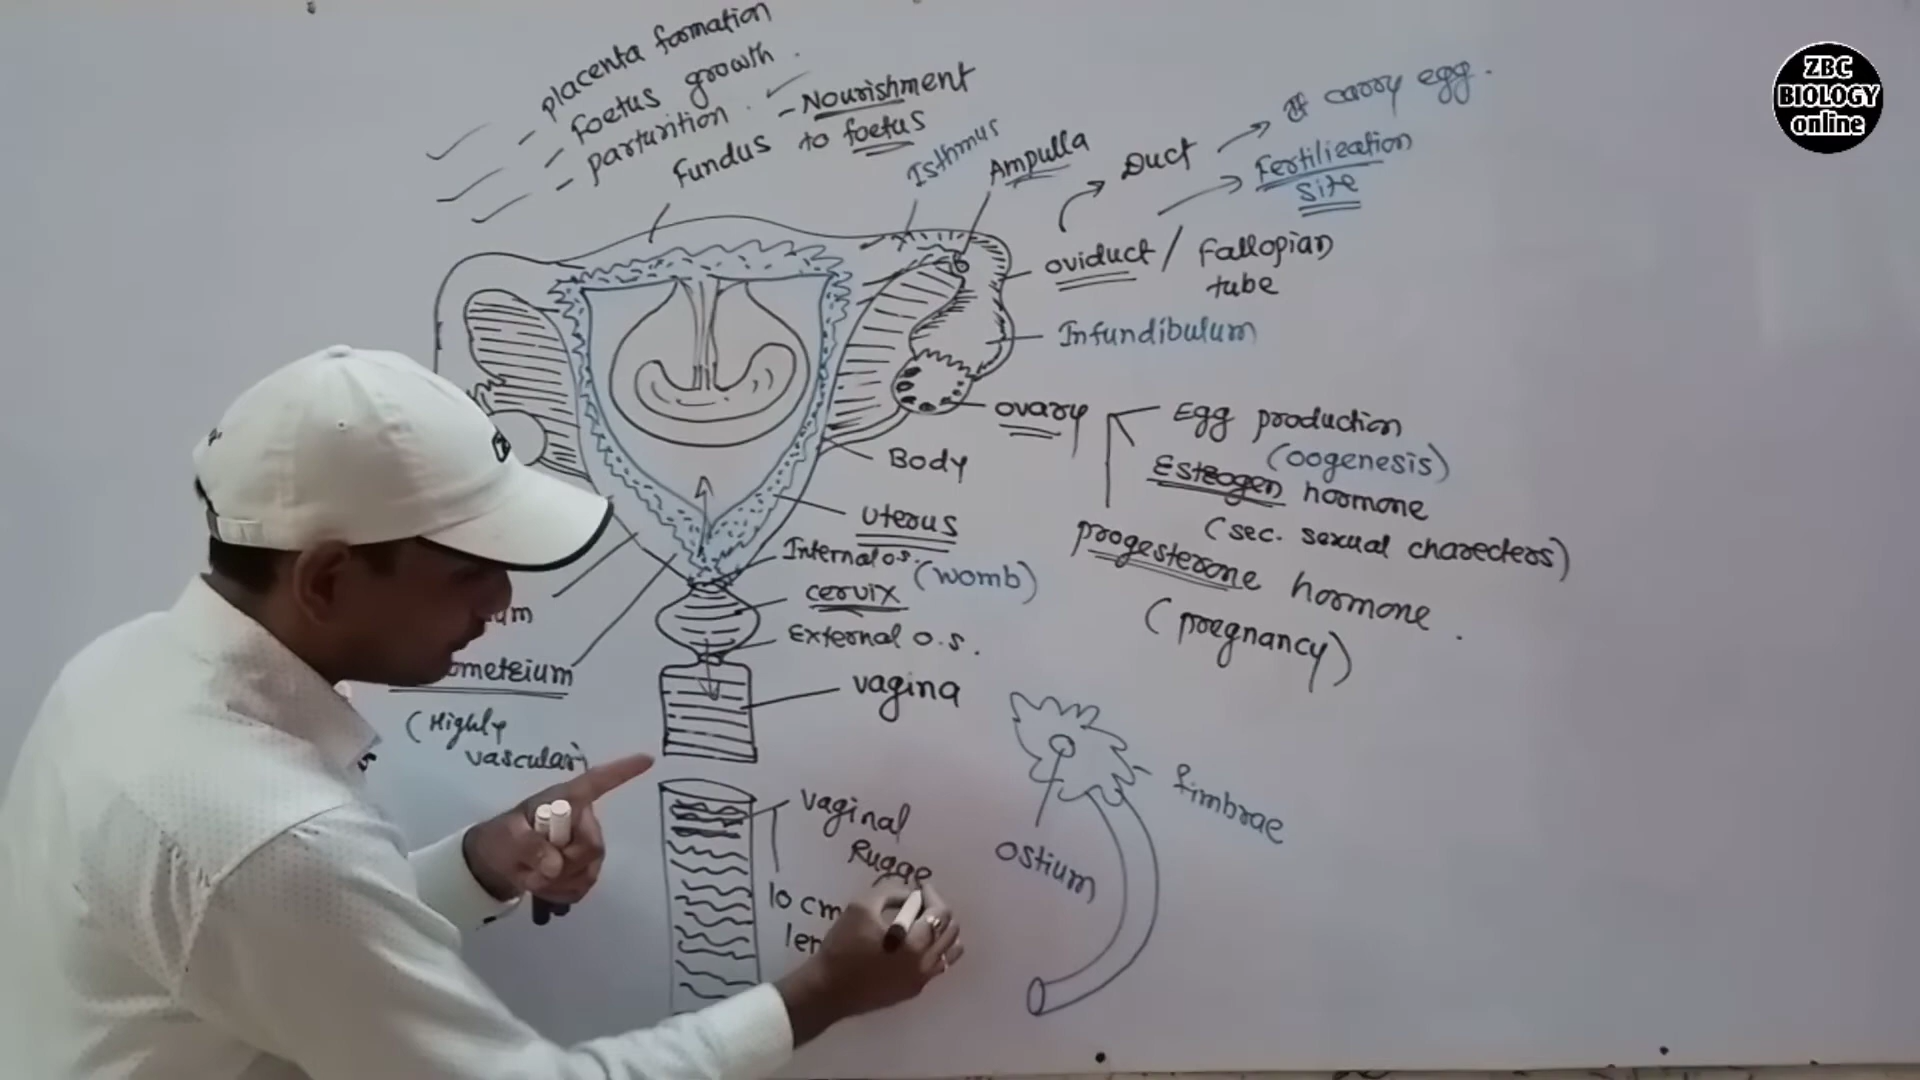 placenta formation
Foetus growth.
parturition.
Fundus - Nourishment
to foetus
Isthmus
Ampulla
Duct
carry egg.
Fertilization
site
oviduct / Fallopian
tube
Infundibulum
ovary
Egg production
(oogenesis)
Estrogen hormone
(sec. sexual charecters)
progesterone hormone.
(pregnancy)
Body
uterus
(womb)
Internal o.s.
cervix
External o.s.
vagina
(Highly
vascular)
vaginal
Rugae
10 cm
Ostium
fimbrae
ZBC
BIOLOGY
online